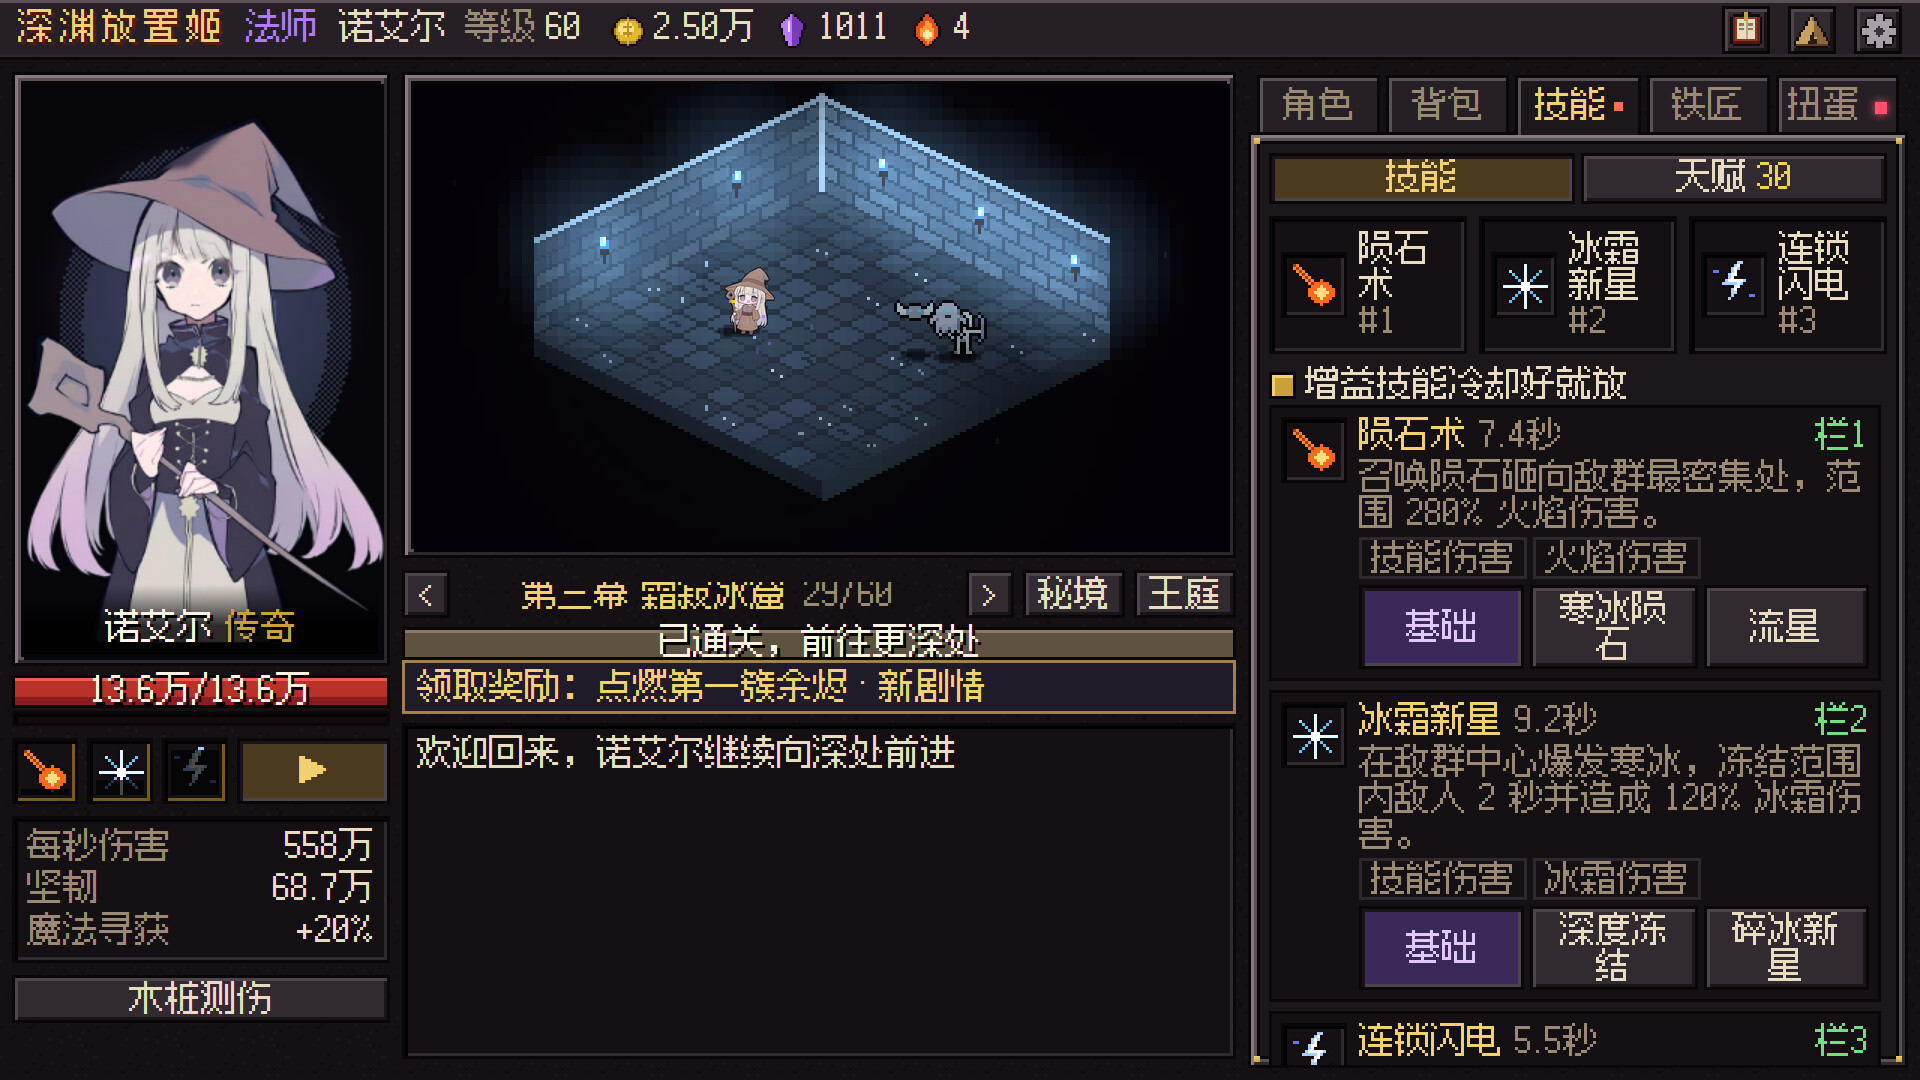 深渊放置姬 法师 诺艾尔 等级 60 2.50万 1011 4
诺艾尔 传奇
13.6万/13.6万
每秒伤害 558万
坚韧 68.7万
魔法寻获 +20%
木桩测伤
< 第二幕 霜寂冰窟 29/60 > 秘境 王庭
已通关，前往更深处
领取奖励：点燃第一簇余烬 · 新剧情
欢迎回来，诺艾尔继续向深处前进
角色 背包 技能 铁匠 扭蛋
技能 天赋 30
陨石术 #1
冰霜新星 #2
连锁闪电 #3
增益技能冷却好就放
陨石术 7.4秒 栏1
召唤陨石砸向敌群最密集处，范
围 280% 火焰伤害。
技能伤害 火焰伤害
基础 寒冰陨石 流星
冰霜新星 9.2秒 栏2
在敌群中心爆发寒冰，冻结范围
内敌人 2 秒并造成 120% 冰霜伤
害。
技能伤害 冰霜伤害
基础 深度冻结 碎冰新星
连锁闪电 5.5秒 栏3